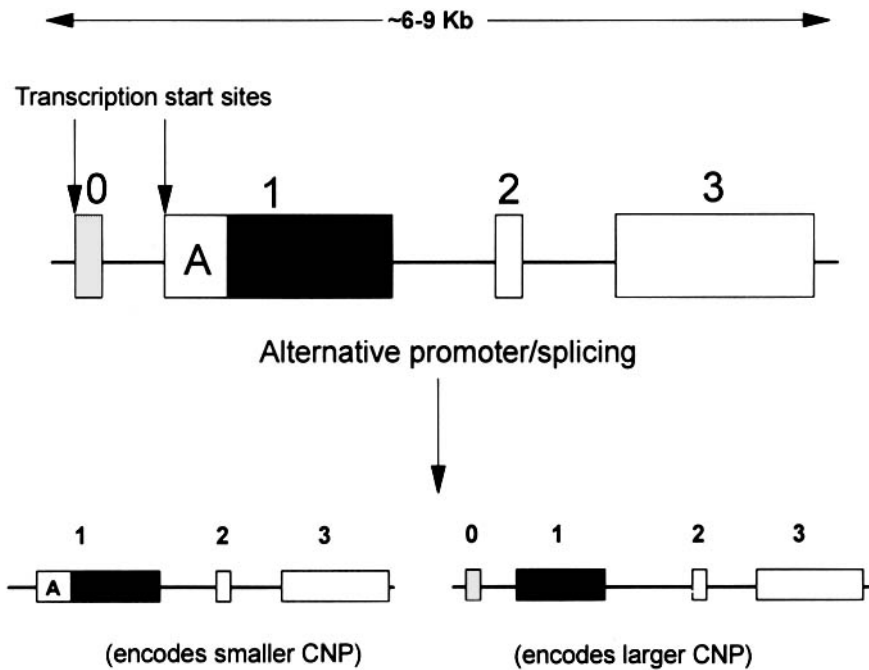 ~6-9 Kb
Transcription start sites
0 1 2 3
A
Alternative promoter/splicing
1 2 3 0 1 2 3
A
(encodes smaller CNP) (encodes larger CNP)